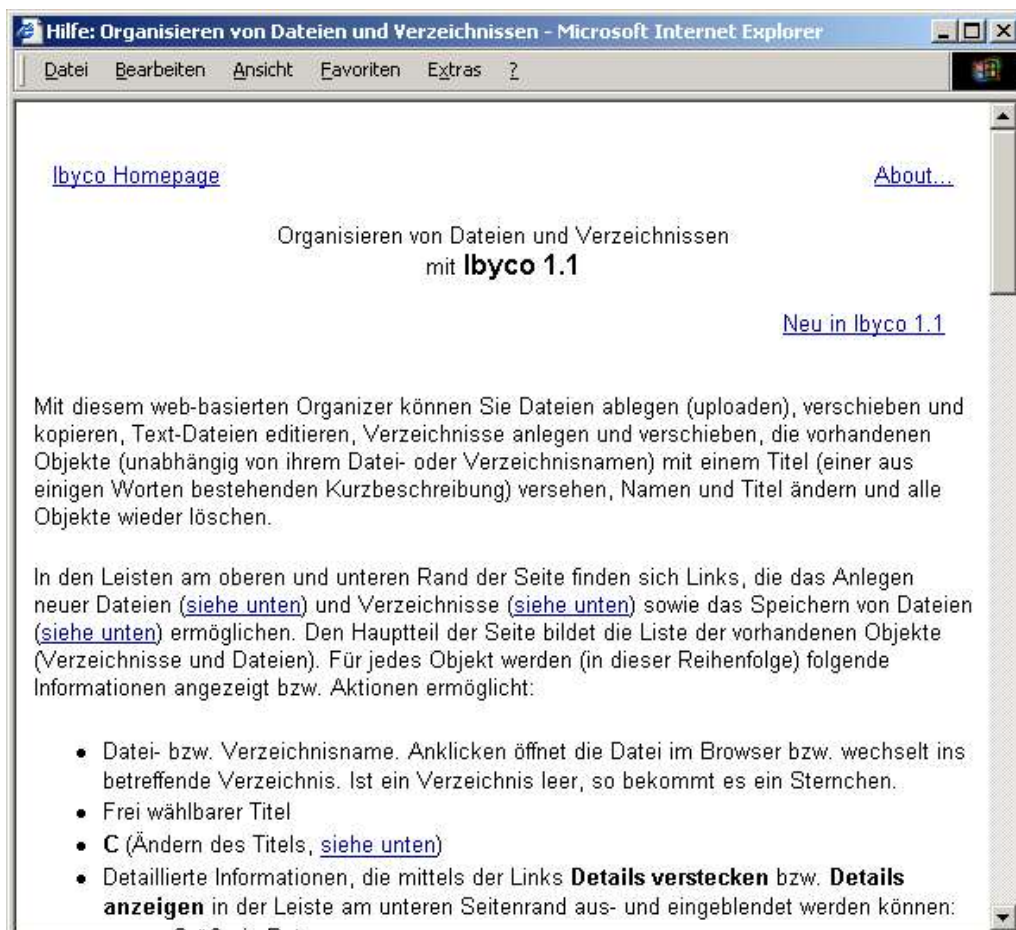 Hilfe: Organisieren von Dateien und Verzeichnissen - Microsoft Internet Explorer
Datei Bearbeiten Ansicht Favoriten Extras ?
Ibyco Homepage About...
Organisieren von Dateien und Verzeichnissen
mit Ibyco 1.1
Neu in Ibyco 1.1
Mit diesem web-basierten Organizer können Sie Dateien ablegen (uploaden), verschieben und
kopieren, Text-Dateien editieren, Verzeichnisse anlegen und verschieben, die vorhandenen
Objekte (unabhängig von ihrem Datei- oder Verzeichnisnamen) mit einem Titel (einer aus
einigen Worten bestehenden Kurzbeschreibung) versehen, Namen und Titel ändern und alle
Objekte wieder löschen.
In den Leisten am oberen und unteren Rand der Seite finden sich Links, die das Anlegen
neuer Dateien (siehe unten) und Verzeichnisse (siehe unten) sowie das Speichern von Dateien
(siehe unten) ermöglichen. Den Hauptteil der Seite bildet die Liste der vorhandenen Objekte
(Verzeichnisse und Dateien). Für jedes Objekt werden (in dieser Reihenfolge) folgende
Informationen angezeigt bzw. Aktionen ermöglicht:
• Datei- bzw. Verzeichnisname. Anklicken öffnet die Datei im Browser bzw. wechselt ins
betreffende Verzeichnis. Ist ein Verzeichnis leer, so bekommt es ein Sternchen.
• Frei wählbarer Titel
• C (Ändern des Titels, siehe unten)
• Detaillierte Informationen, die mittels der Links Details verstecken bzw. Details
anzeigen in der Leiste am unteren Seitenrand aus- und eingeblendet werden können: